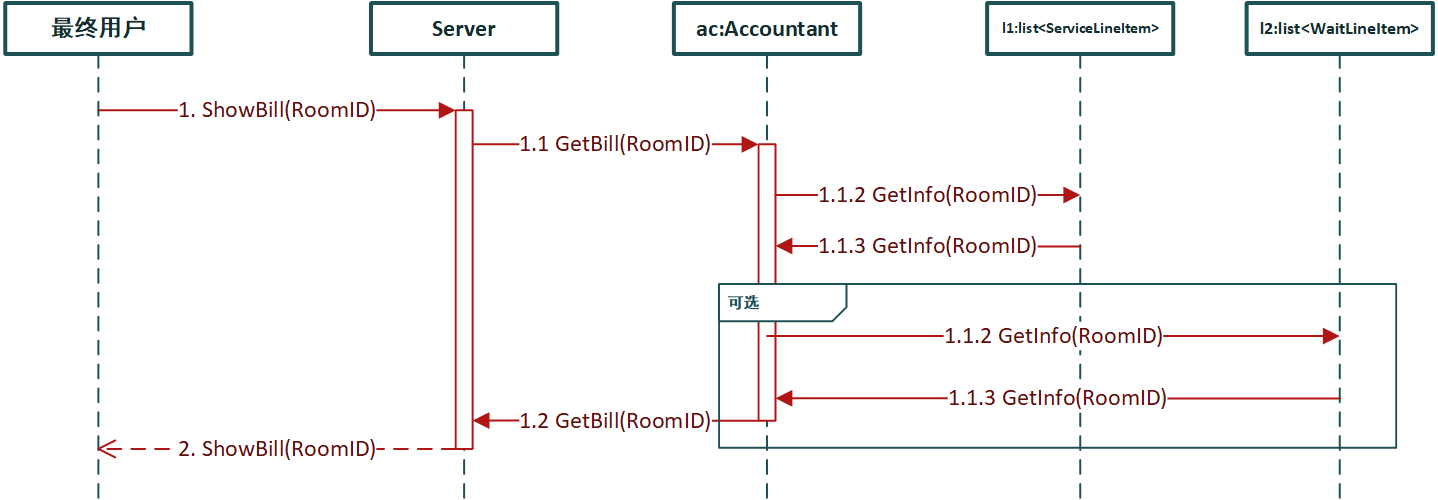 最终用户
Server
ac:Accountant
l1:list<ServiceLineItem>
l2:list<WaitLineItem>
1. ShowBill(RoomID)
1.1 GetBill(RoomID)
1.1.2 GetInfo(RoomID)
1.1.3 GetInfo(RoomID)
可选
1.1.2 GetInfo(RoomID)
1.1.3 GetInfo(RoomID)
1.2 GetBill(RoomID)
2. ShowBill(RoomID)